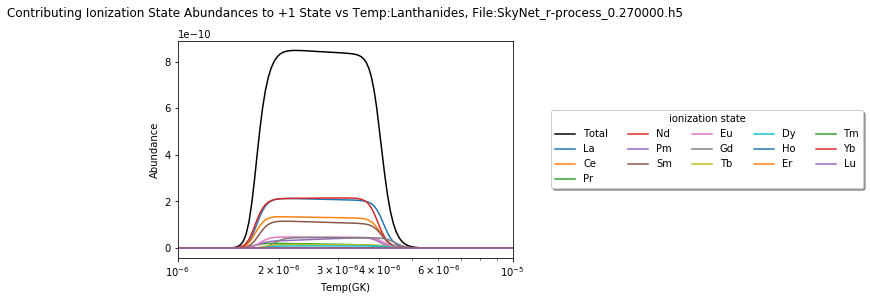 Contributing Ionization State Abundances to +1 State vs Temp:Lanthanides, File:SkyNet_r-process_0.270000.h5
1e−10
8
6
4
2
0
Abundance
10⁻⁶ 2 × 10⁻⁶ 3 × 10⁻⁶ 4 × 10⁻⁶ 6 × 10⁻⁶ 10⁻⁵
Temp(GK)
ionization state
Total Nd Eu Dy Tm
La Pm Gd Ho Yb
Ce Sm Tb Er Lu
Pr